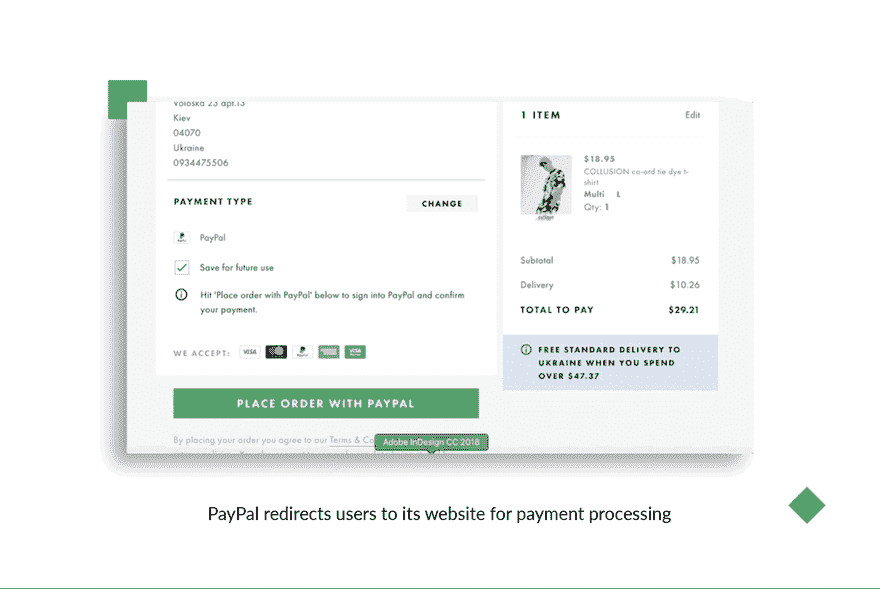 Voloska 23 apt.13
Kiev
04070
Ukraine
0934475506
PAYMENT TYPE
CHANGE
PayPal
Save for future use
Hit 'Place order with PayPal' below to sign into PayPal and confirm
your payment.
WE ACCEPT:
VISA
PayPal
VISA
PLACE ORDER WITH PAYPAL
By placing your order you agree to our Terms & Co
Adobe InDesign CC 2018
1 ITEM
Edit
$18.95
COLLUSION co-ord tie dye t-
shirt
Multi L
Qty: 1
Subtotal $18.95
Delivery $10.26
TOTAL TO PAY $29.21
FREE STANDARD DELIVERY TO
UKRAINE WHEN YOU SPEND
OVER $47.37
PayPal redirects users to its website for payment processing